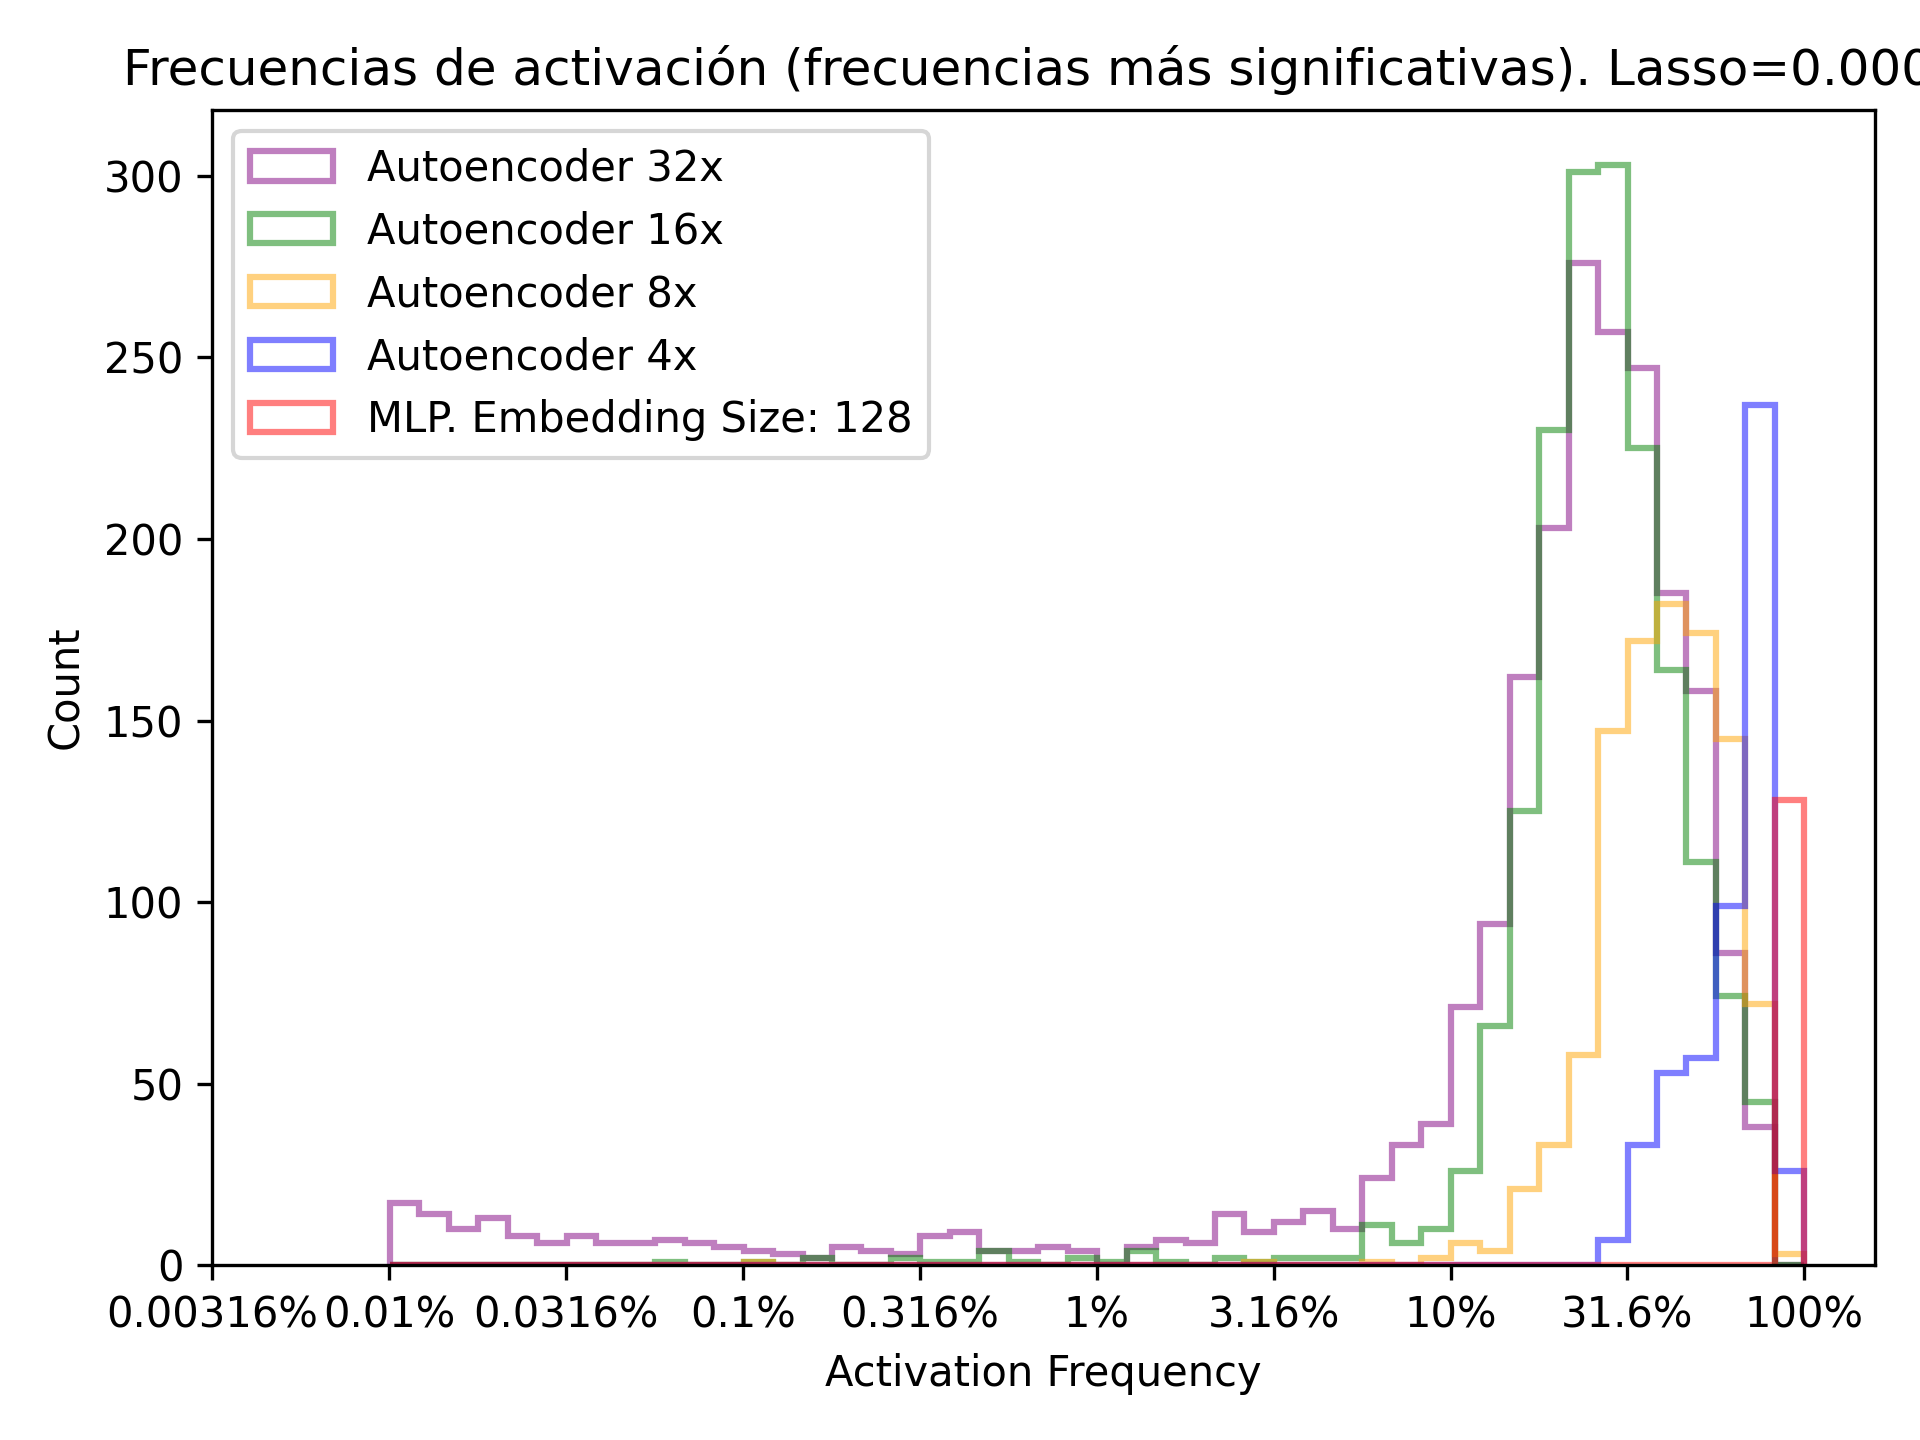 Frecuencias de activación (frecuencias más significativas). Lasso=0.000
Autoencoder 32x
Autoencoder 16x
Autoencoder 8x
Autoencoder 4x
MLP. Embedding Size: 128
300
250
200
150
100
50
0
Count
0.00316% 0.01% 0.0316% 0.1% 0.316% 1% 3.16% 10% 31.6% 100%
Activation Frequency